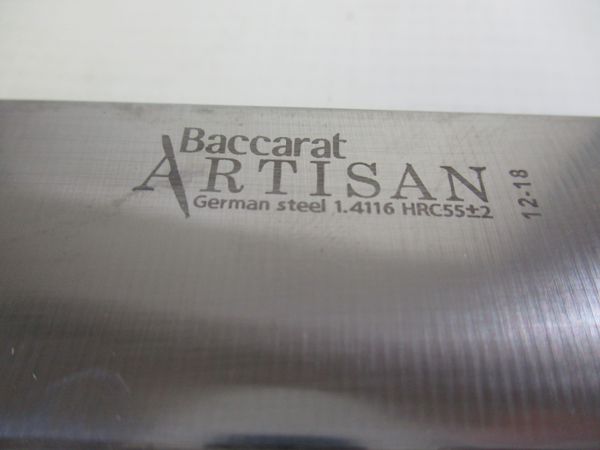 Baccarat
ARTISAN
German steel 1.4116 HRC55±2
12-18